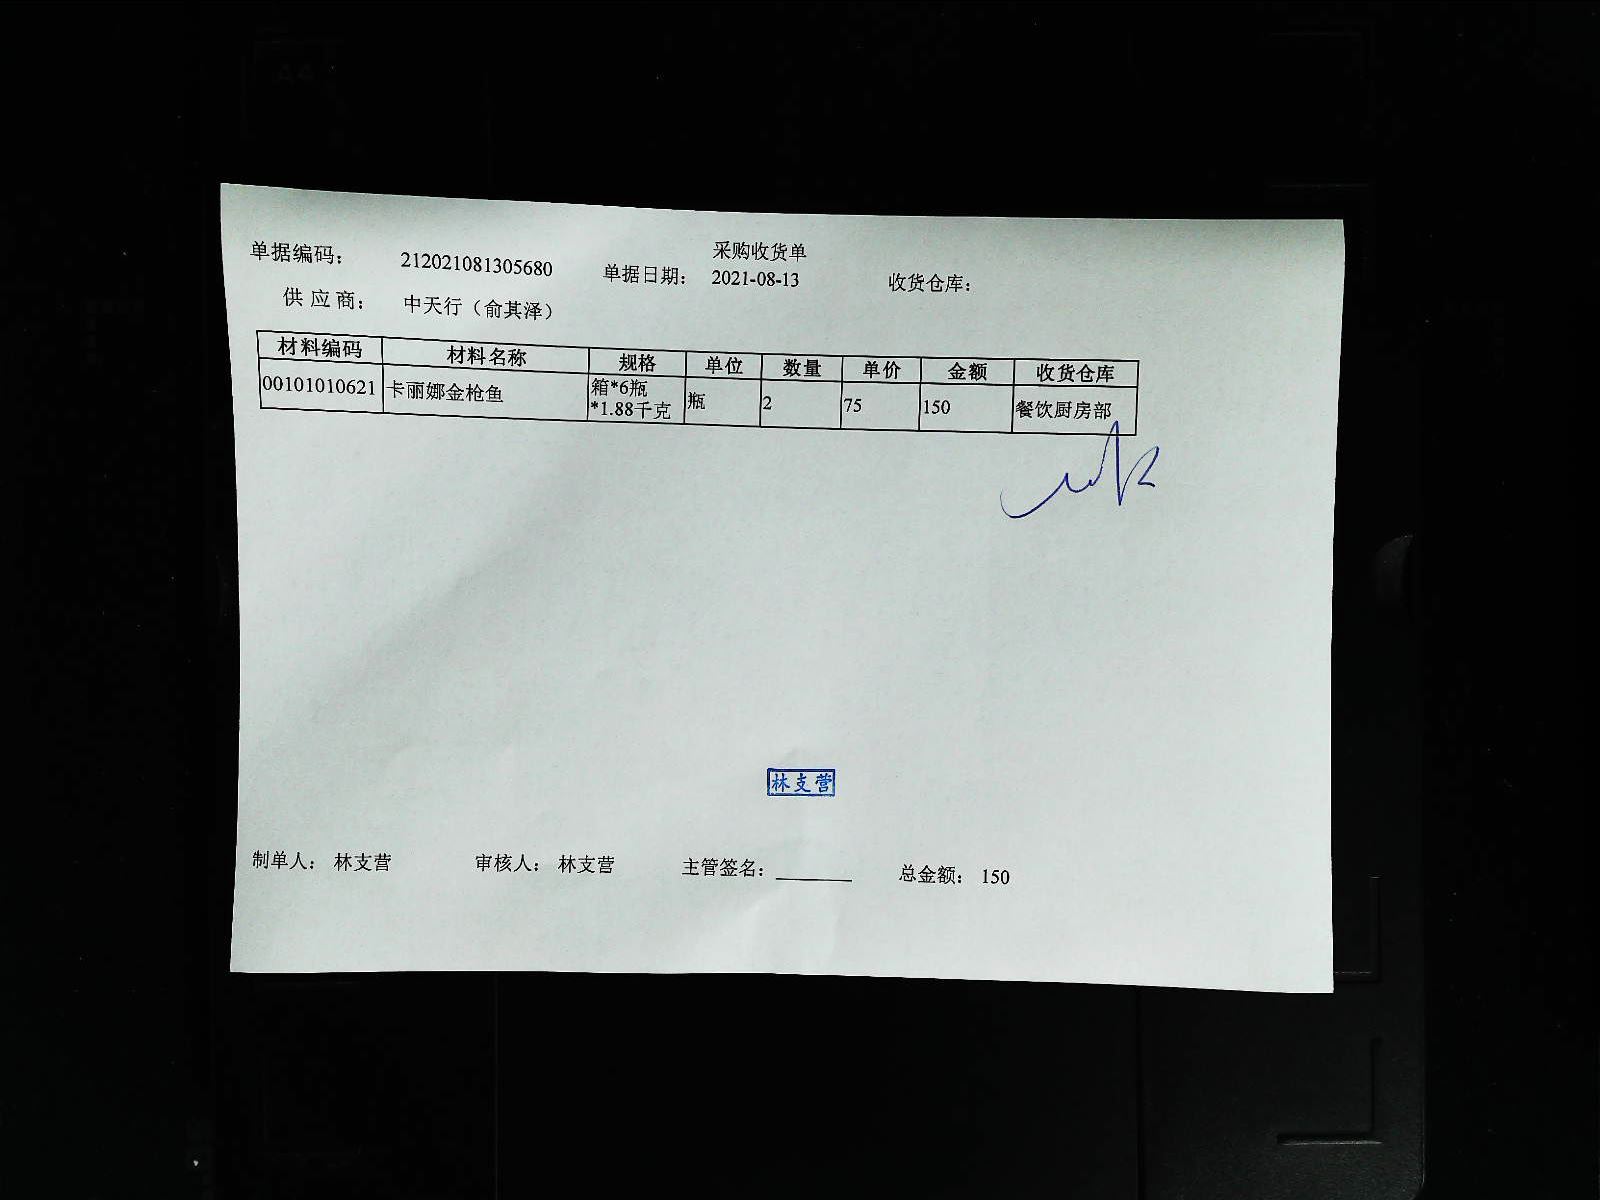 采购收货单
单据编码： 212021081305680 单据日期： 2021-08-13 收货仓库：
供 应 商： 中天行（俞其泽）
材料编码 材料名称 规格 单位 数量 单价 金额 收货仓库
00101010621 卡丽娜金枪鱼 箱*6瓶 瓶 2 75 150 餐饮厨房部
*1.88千克
林支营
制单人： 林支营 审核人： 林支营 主管签名：________ 总金额： 150